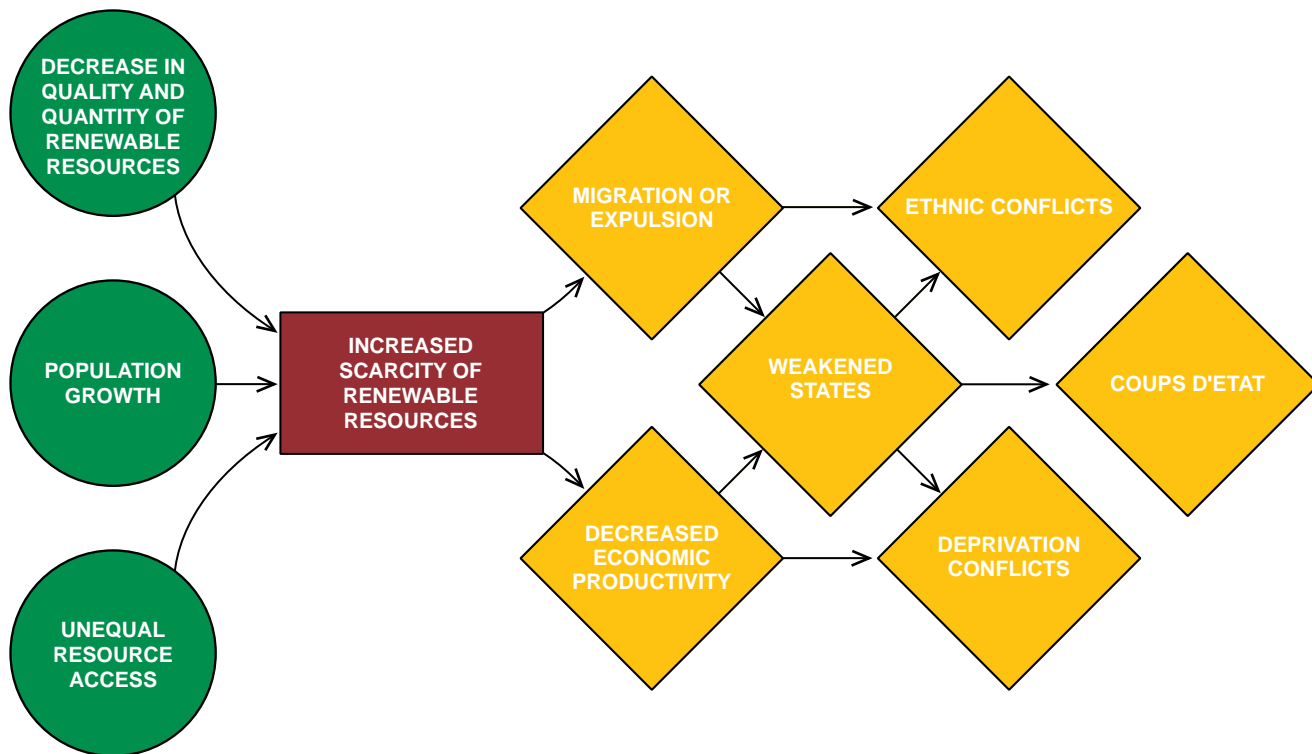 DECREASE IN
QUALITY AND
QUANTITY OF
RENEWABLE
RESOURCES
POPULATION
GROWTH
UNEQUAL
RESOURCE
ACCESS
INCREASED
SCARCITY OF
RENEWABLE
RESOURCES
MIGRATION OR
EXPULSION
DECREASED
ECONOMIC
PRODUCTIVITY
WEAKENED
STATES
ETHNIC CONFLICTS
COUPS D'ETAT
DEPRIVATION
CONFLICTS